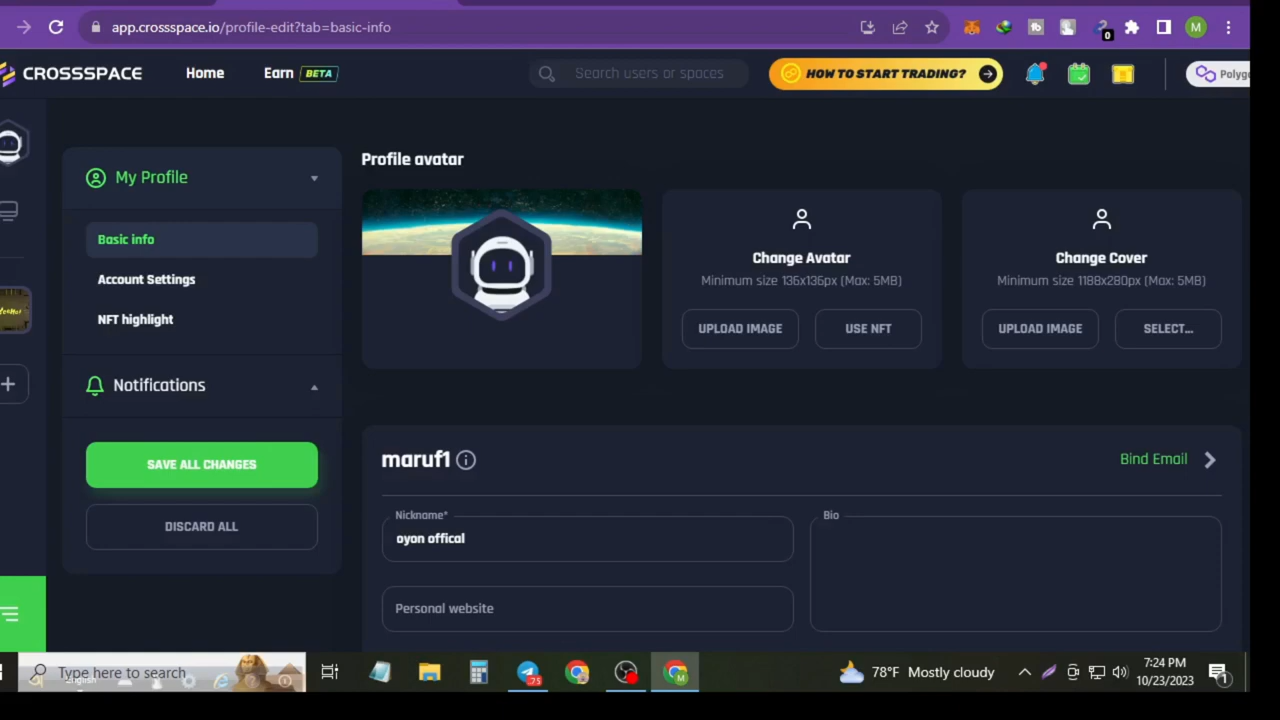 app.crossspace.io/profile-edit?tab=basic-info
0
M
CROSSSPACE
Home
Earn BETA
Search users or spaces
HOW TO START TRADING?
Polyg
My Profile
Basic info
Account Settings
NFT highlight
Notifications
SAVE ALL CHANGES
DISCARD ALL
Profile avatar
Change Avatar
Minimum size 136x136px (Max: 5MB)
UPLOAD IMAGE
USE NFT
Change Cover
Minimum size 1188x280px (Max: 5MB)
UPLOAD IMAGE
SELECT...
maruf1
Bind Email
Nickname*
oyon offical
Bio
Personal website
Type here to search
English
75
M
78°F Mostly cloudy
7:24 PM
10/23/2023
1